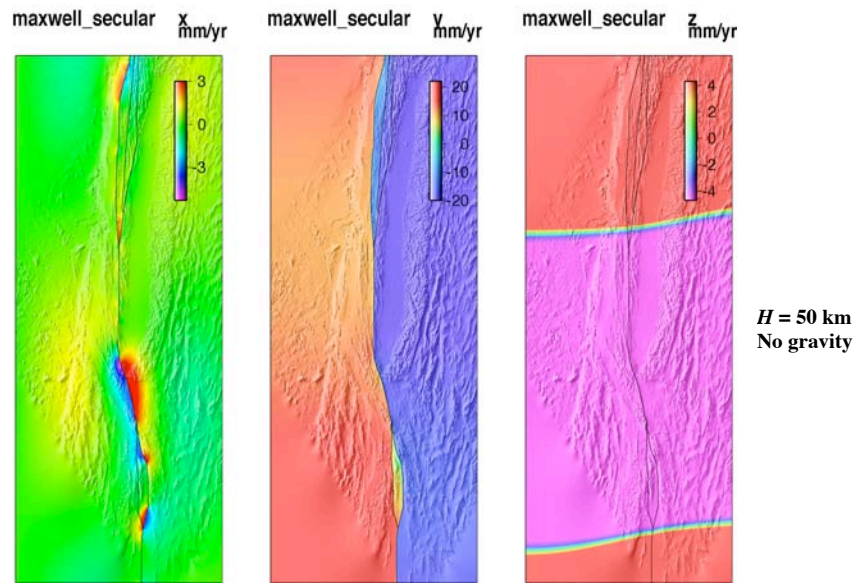 maxwell_secular x
mm/yr
3
0
-3
maxwell_secular y
mm/yr
20
10
0
-10
-20
maxwell_secular z
mm/yr
4
2
0
-2
-4
H = 50 km
No gravity